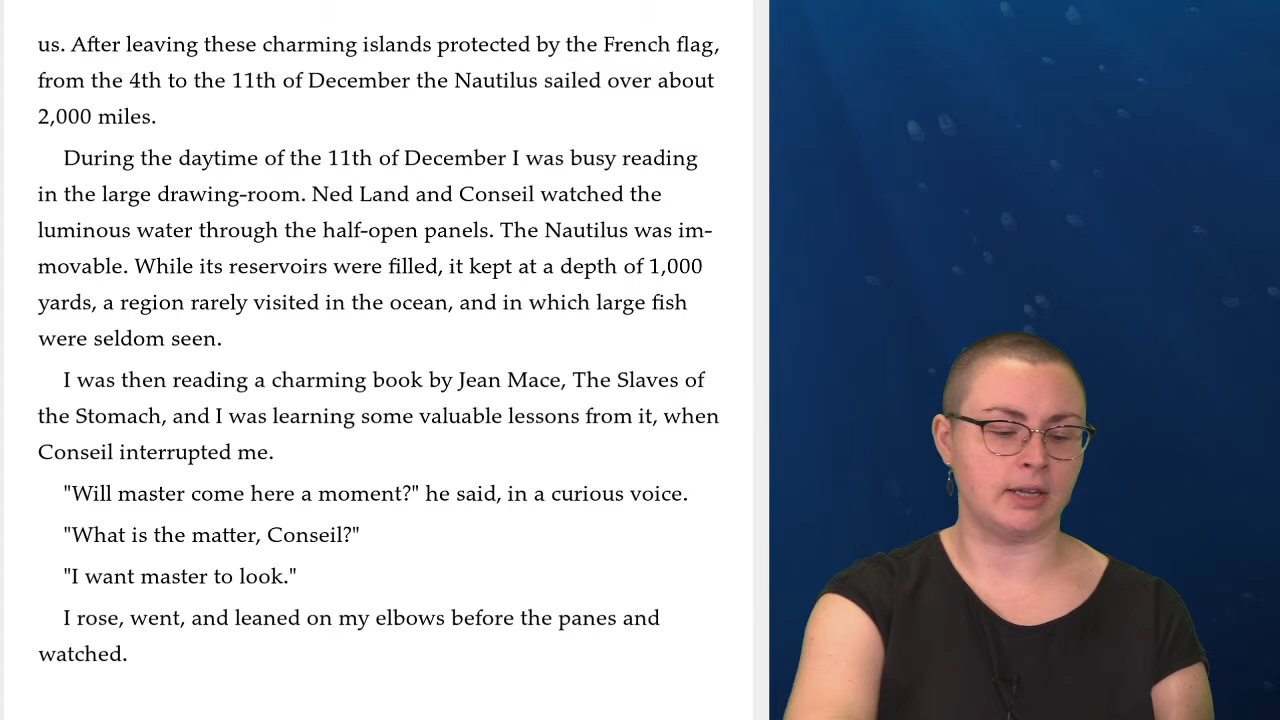 us. After leaving these charming islands protected by the French flag,
from the 4th to the 11th of December the Nautilus sailed over about
2,000 miles.
During the daytime of the 11th of December I was busy reading
in the large drawing-room. Ned Land and Conseil watched the
luminous water through the half-open panels. The Nautilus was im-
movable. While its reservoirs were filled, it kept at a depth of 1,000
yards, a region rarely visited in the ocean, and in which large fish
were seldom seen.
I was then reading a charming book by Jean Mace, The Slaves of
the Stomach, and I was learning some valuable lessons from it, when
Conseil interrupted me.
"Will master come here a moment?" he said, in a curious voice.
"What is the matter, Conseil?"
"I want master to look."
I rose, went, and leaned on my elbows before the panes and
watched.